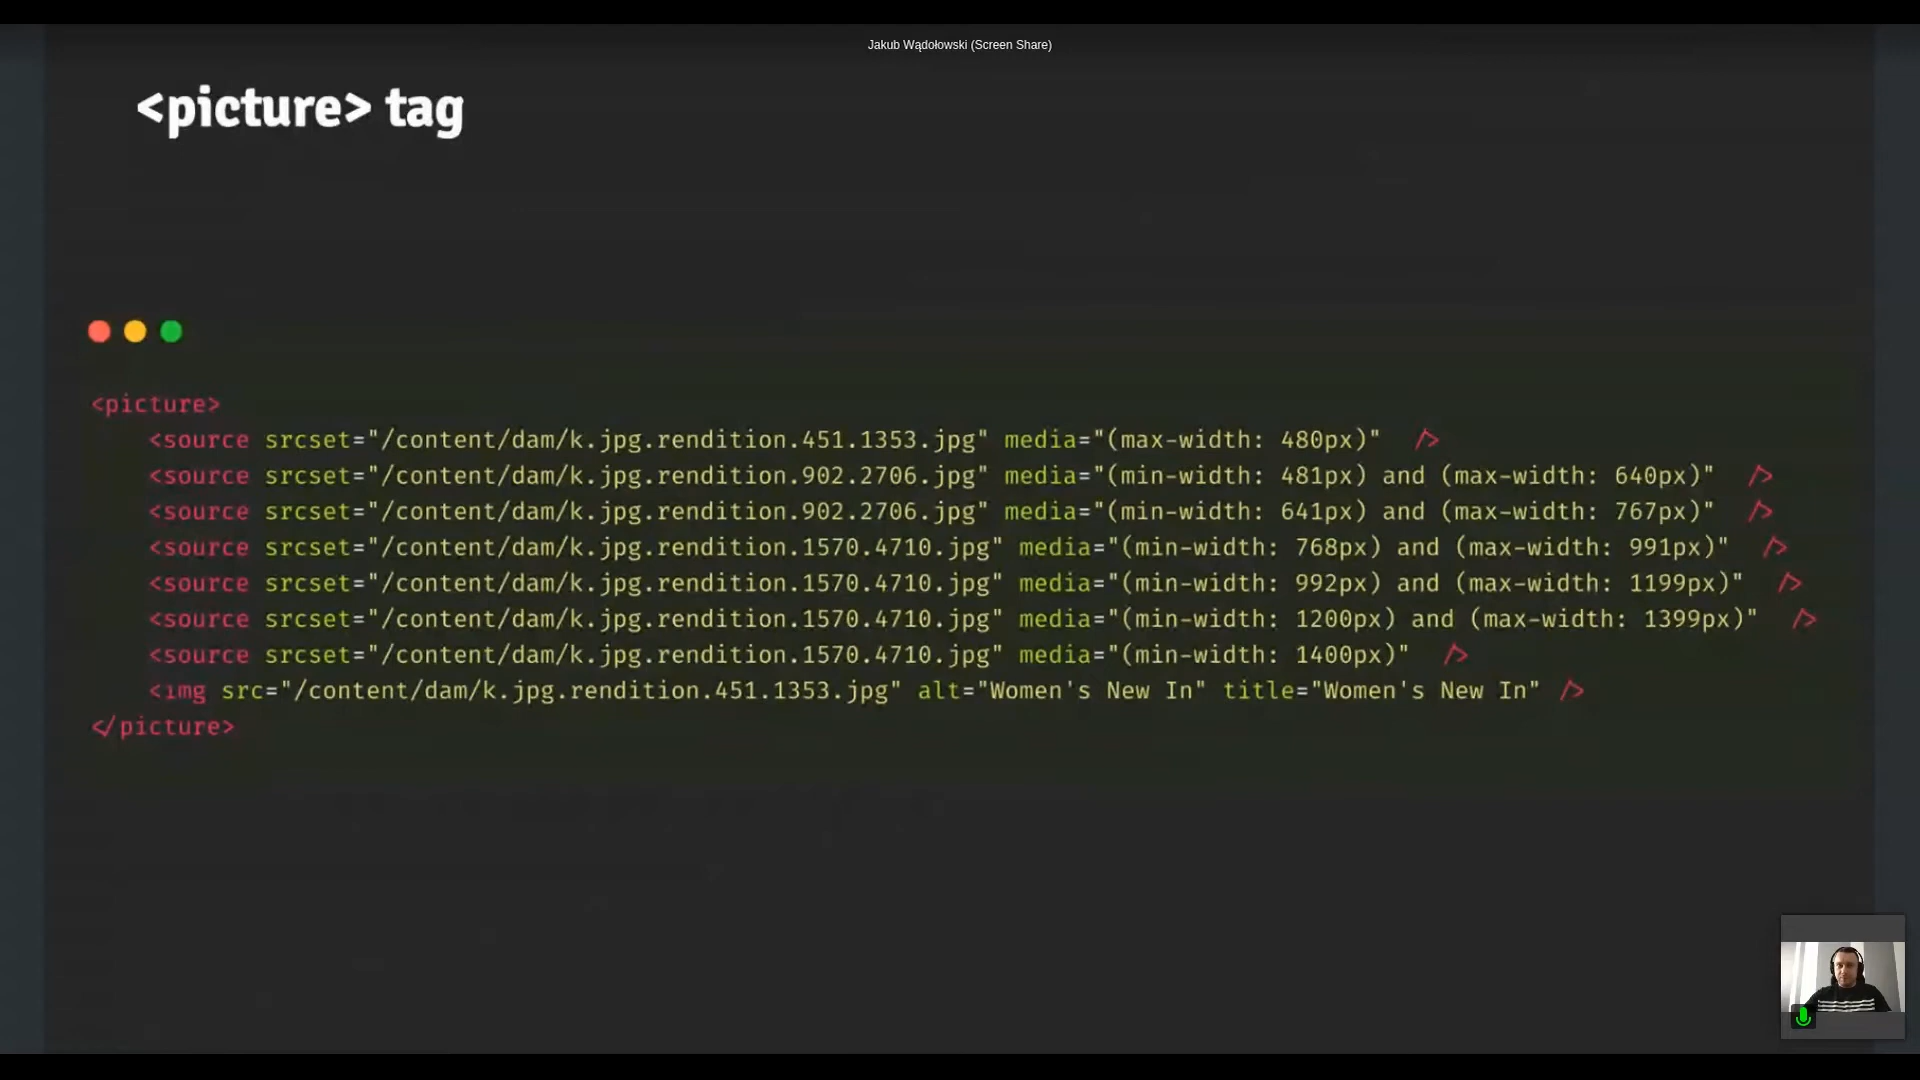 Jakub Wądołowski (Screen Share)
<picture> tag
<picture>
    <source srcset="/content/dam/k.jpg.rendition.451.1353.jpg" media="(max-width: 480px)"  />
    <source srcset="/content/dam/k.jpg.rendition.902.2706.jpg" media="(min-width: 481px) and (max-width: 640px)"  />
    <source srcset="/content/dam/k.jpg.rendition.902.2706.jpg" media="(min-width: 641px) and (max-width: 767px)"  />
    <source srcset="/content/dam/k.jpg.rendition.1570.4710.jpg" media="(min-width: 768px) and (max-width: 991px)"  />
    <source srcset="/content/dam/k.jpg.rendition.1570.4710.jpg" media="(min-width: 992px) and (max-width: 1199px)"  />
    <source srcset="/content/dam/k.jpg.rendition.1570.4710.jpg" media="(min-width: 1200px) and (max-width: 1399px)"  />
    <source srcset="/content/dam/k.jpg.rendition.1570.4710.jpg" media="(min-width: 1400px)"  />
    <img src="/content/dam/k.jpg.rendition.451.1353.jpg" alt="Women's New In" title="Women's New In" />
</picture>